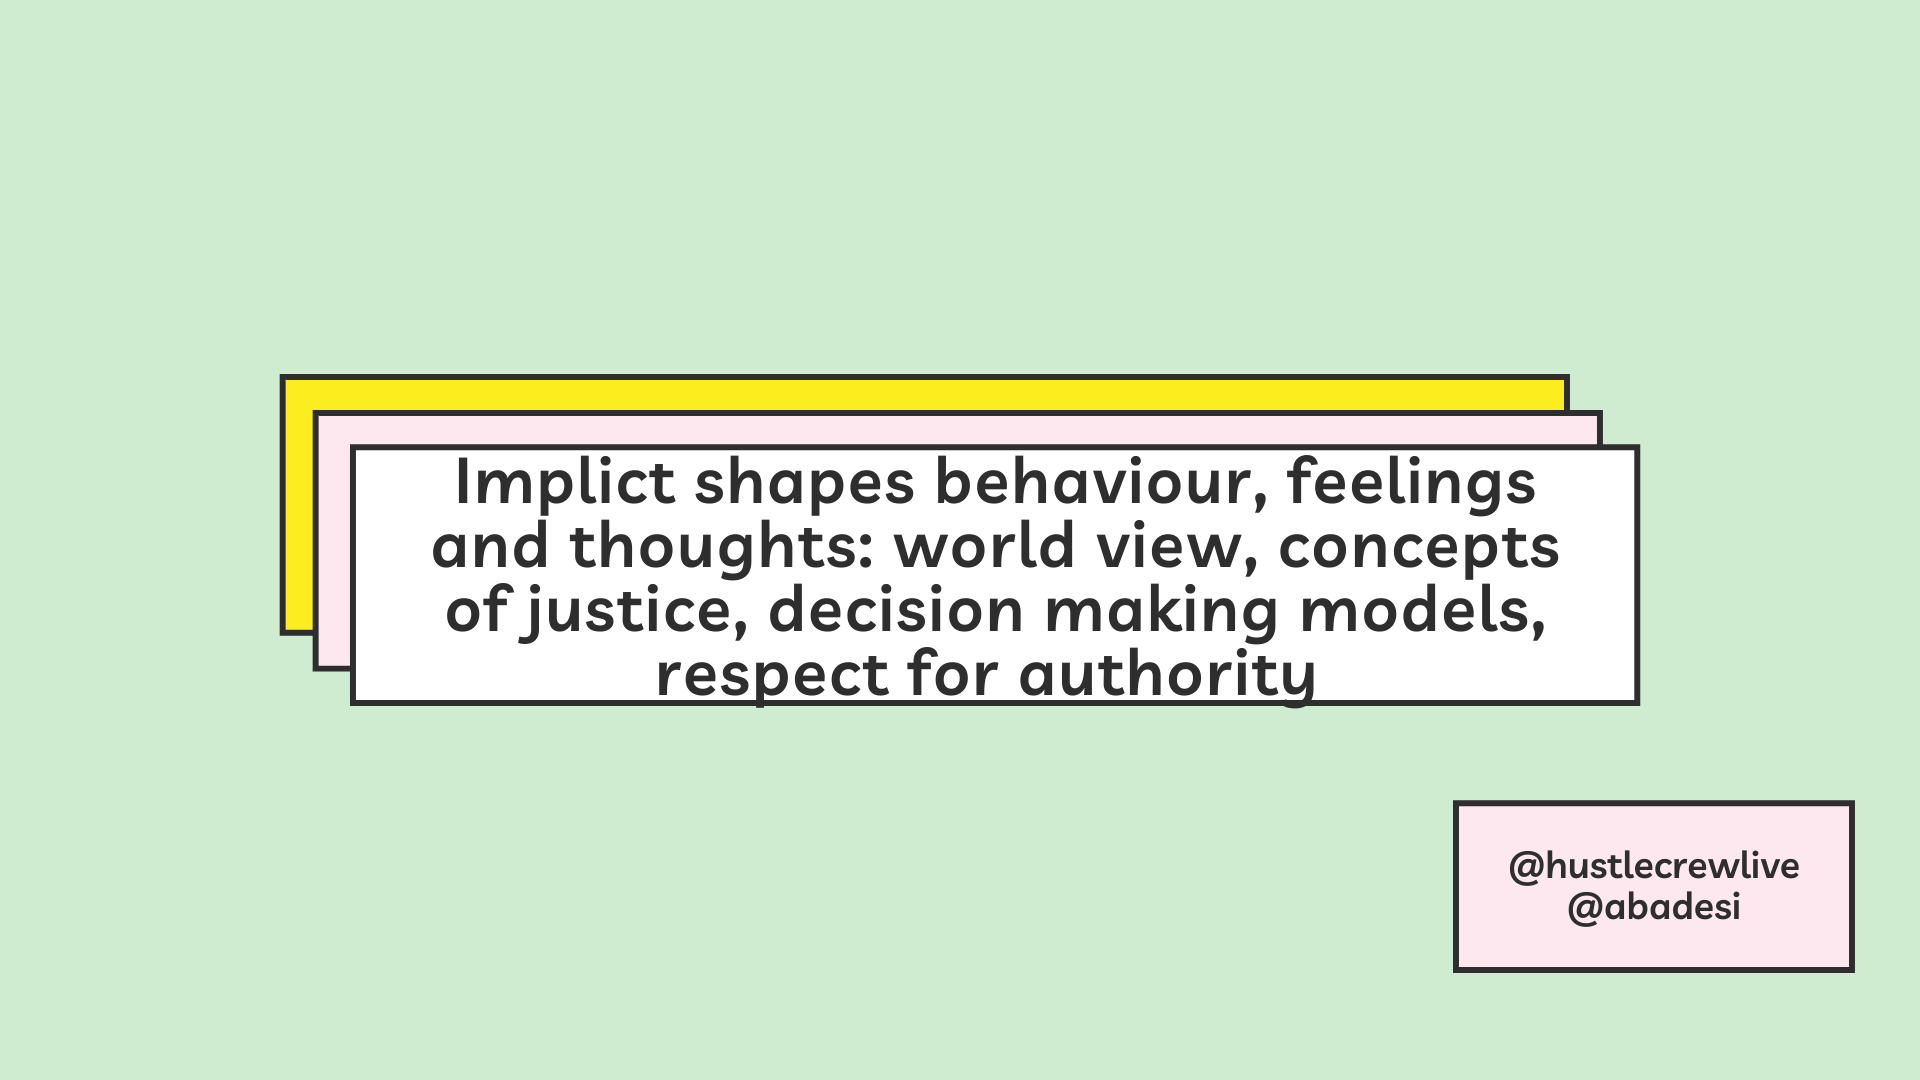 Implict shapes behaviour, feelings
and thoughts: world view, concepts
of justice, decision making models,
respect for authority
@hustlecrewlive
@abadesi